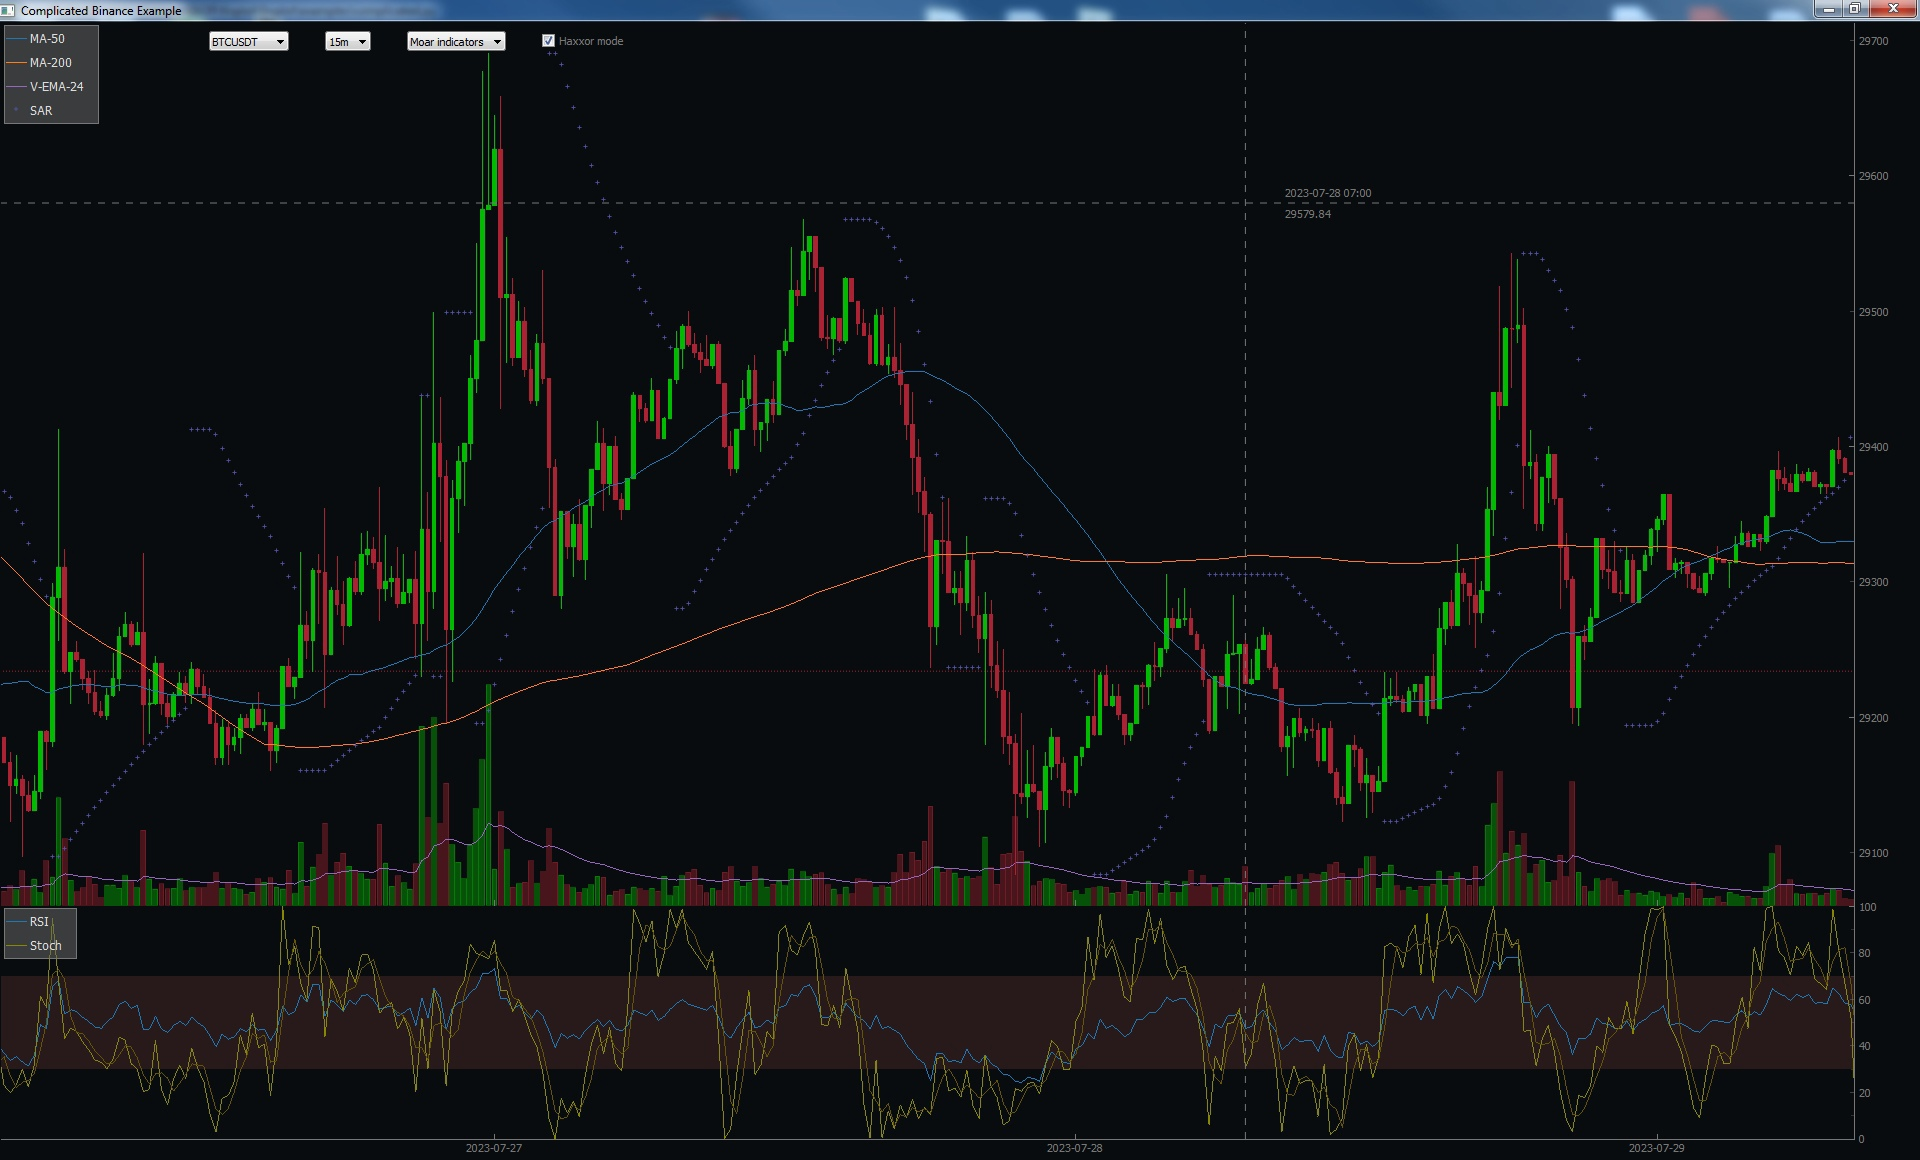 Complicated Binance Example
MA-50
MA-200
V-EMA-24
SAR
BTCUSDT
15m
Moar indicators
Haxxor mode
2023-07-28 07:00
29579.84
29700
29600
29500
29400
29300
29200
29100
RSI
Stoch
100
80
60
40
20
0
2023-07-27
2023-07-28
2023-07-29